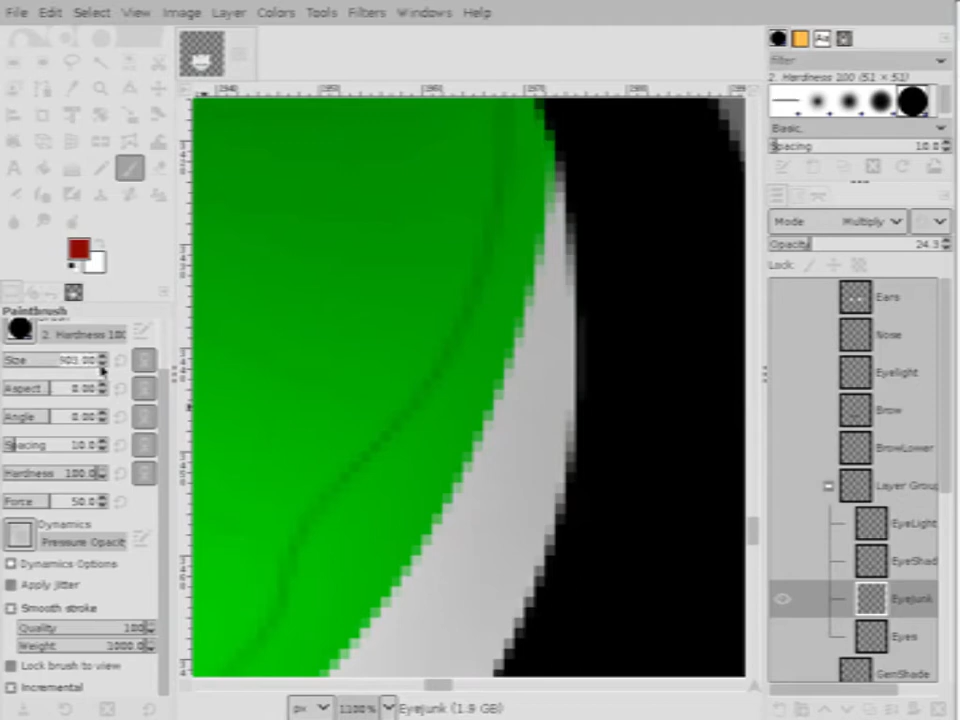 File Edit Select View Image Layer Colors Tools Filters Windows Help
filter
2. Hardness 100 (51 × 51)
Basic,
Spacing 10.0
Mode Multiply
Opacity 24.3
Lock:
Ears
Nose
Eyelight
Brow
BrowLower
Layer Grou
EyeLight
EyeShad
EyeJunk
Eyes
GenShade
Paintbrush
2. Hardness 100
Size
Aspect 0.00
Angle 0.00
Spacing 10.0
Hardness 100.0
Force 50.0
Dynamics
Pressure Opacit
Dynamics Options
Apply Jitter
Smooth stroke
Quality 100
Weight 1000.0
Lock brush to view
Incremental
px 1100% EyeJunk (1.9 GB)